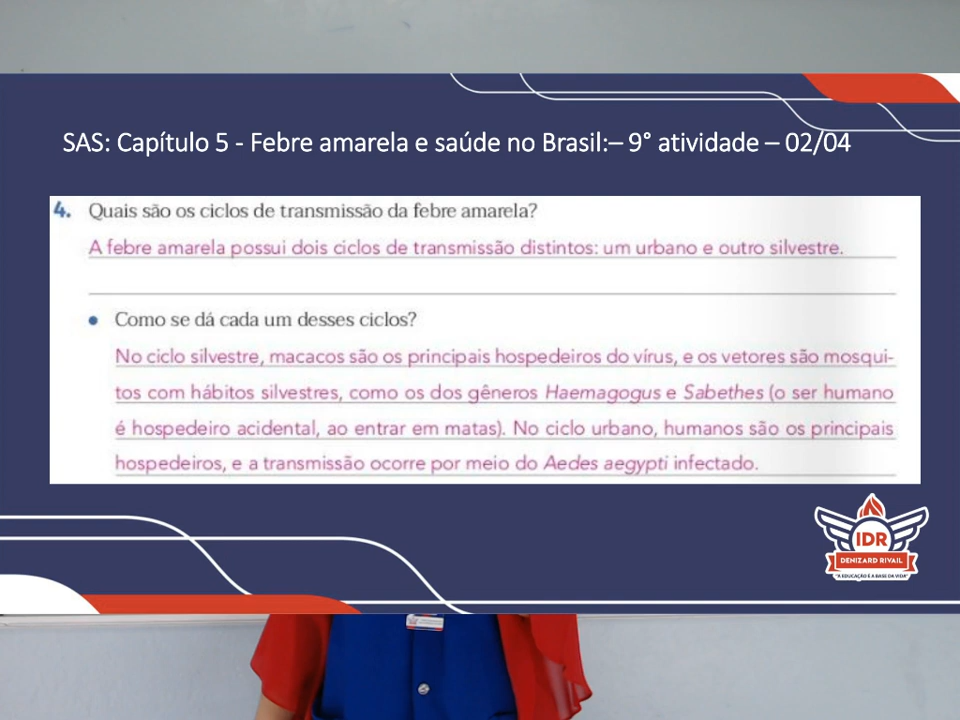 SAS: Capítulo 5 - Febre amarela e saúde no Brasil:– 9° atividade – 02/04
4. Quais são os ciclos de transmissão da febre amarela?
A febre amarela possui dois ciclos de transmissão distintos: um urbano e outro silvestre.
• Como se dá cada um desses ciclos?
No ciclo silvestre, macacos são os principais hospedeiros do vírus, e os vetores são mosqui-
tos com hábitos silvestres, como os dos gêneros Haemagogus e Sabethes (o ser humano
é hospedeiro acidental, ao entrar em matas). No ciclo urbano, humanos são os principais
hospedeiros, e a transmissão ocorre por meio do Aedes aegypti infectado.
IDR
DENIZARD RIVAIL
"A EDUCAÇÃO É A BASE DA VIDA"